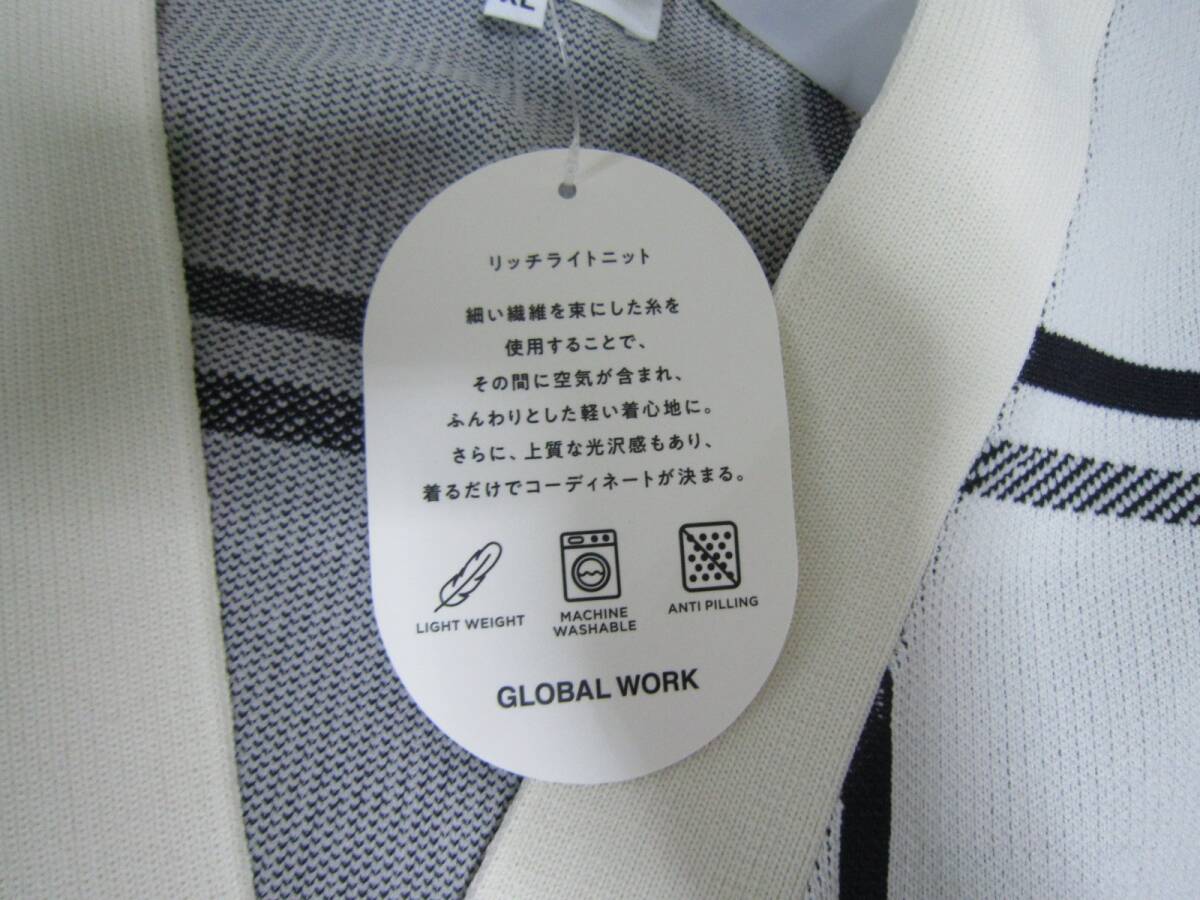 XL
リッチライトニット
細い繊維を束にした糸を
使用することで、
その間に空気が含まれ、
ふんわりとした軽い着心地に。
さらに、上質な光沢感もあり、
着るだけでコーディネートが決まる。
LIGHT WEIGHT
MACHINE
WASHABLE
ANTI PILLING
GLOBAL WORK